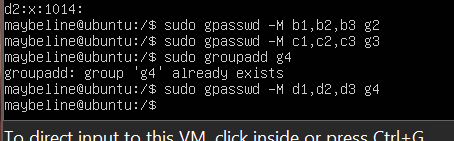 d2:x:1014:
maybeline@ubuntu:/$ sudo gpasswd -M b1,b2,b3 g2
maybeline@ubuntu:/$ sudo gpasswd -M c1,c2,c3 g3
maybeline@ubuntu:/$ sudo groupadd g4
groupadd: group 'g4' already exists
maybeline@ubuntu:/$ sudo gpasswd -M d1,d2,d3 g4
maybeline@ubuntu:/$
To direct input to this VM, click inside or press Ctrl+G